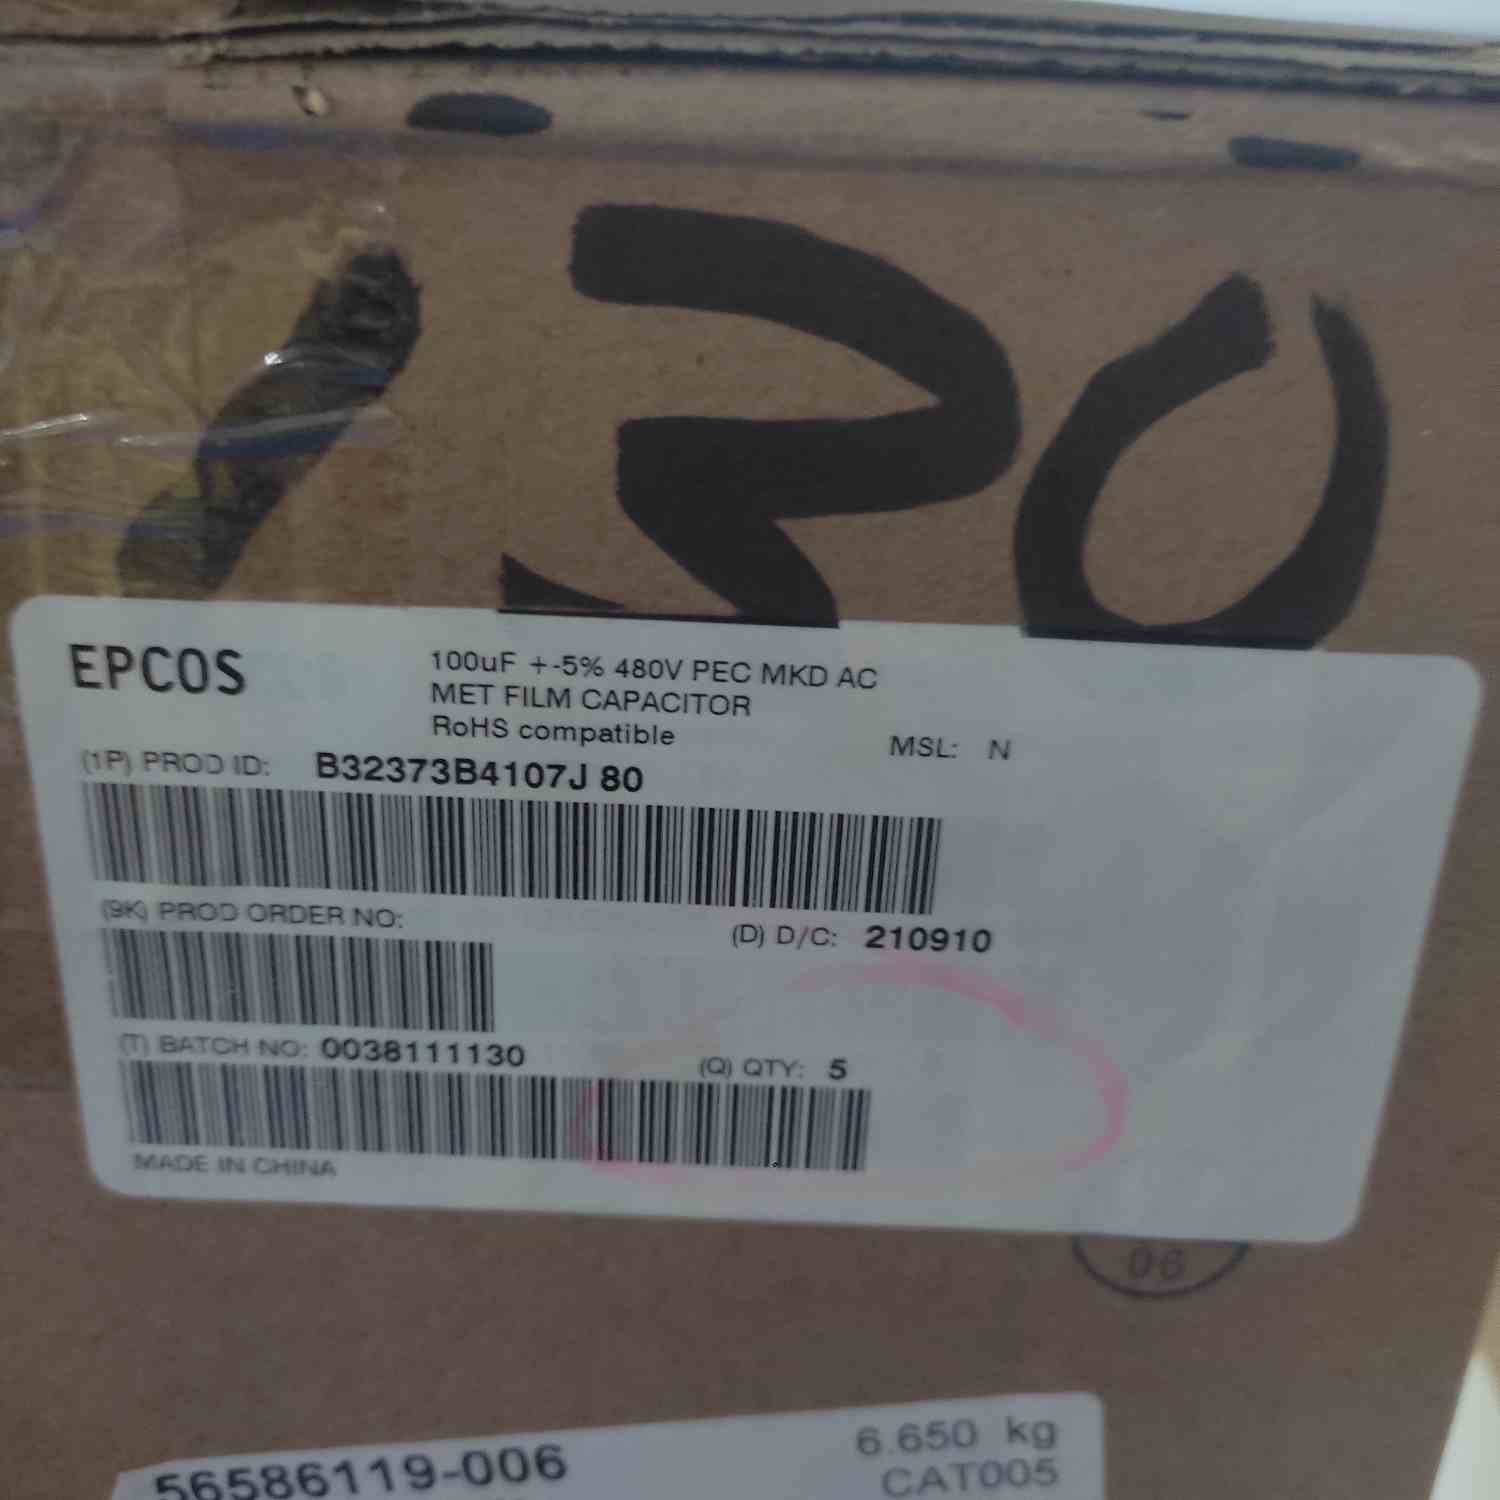 130
EPCOS
100uF +-5% 480V PEC MKD AC
MET FILM CAPACITOR
RoHS compatible
MSL: N
(1P) PROD ID: B32373B4107J 80
(9K) PROD ORDER NO:
(D) D/C: 210910
(T) BATCH NO: 0038111130
(Q) QTY: 5
MADE IN CHINA
06
56586119-006
6.650 kg
CAT005